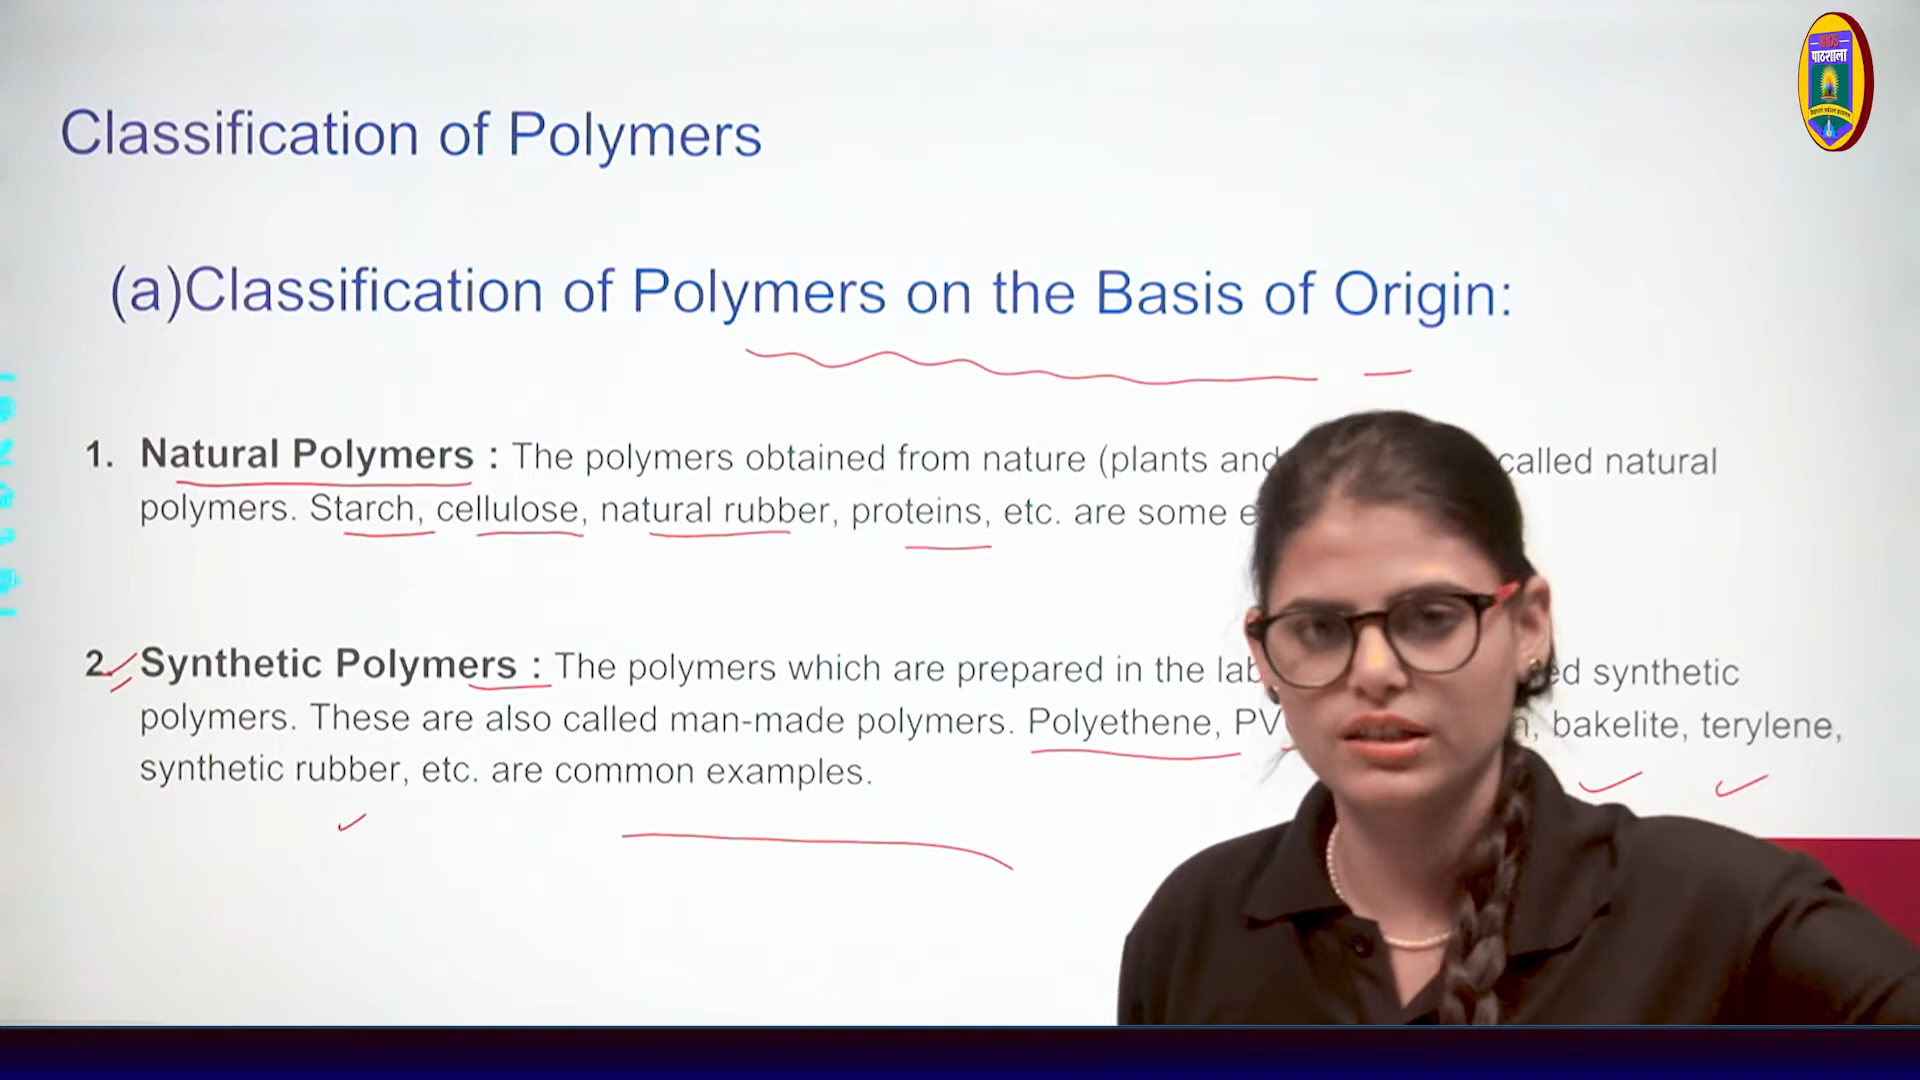 पाठशाला
Classification of Polymers
(a)Classification of Polymers on the Basis of Origin:
1. Natural Polymers : The polymers obtained from nature (plants and called natural
polymers. Starch, cellulose, natural rubber, proteins, etc. are some
2. Synthetic Polymers : The polymers which are prepared in the synthetic
polymers. These are also called man-made polymers. Polyethene, bakelite, terylene,
synthetic rubber, etc. are common examples.